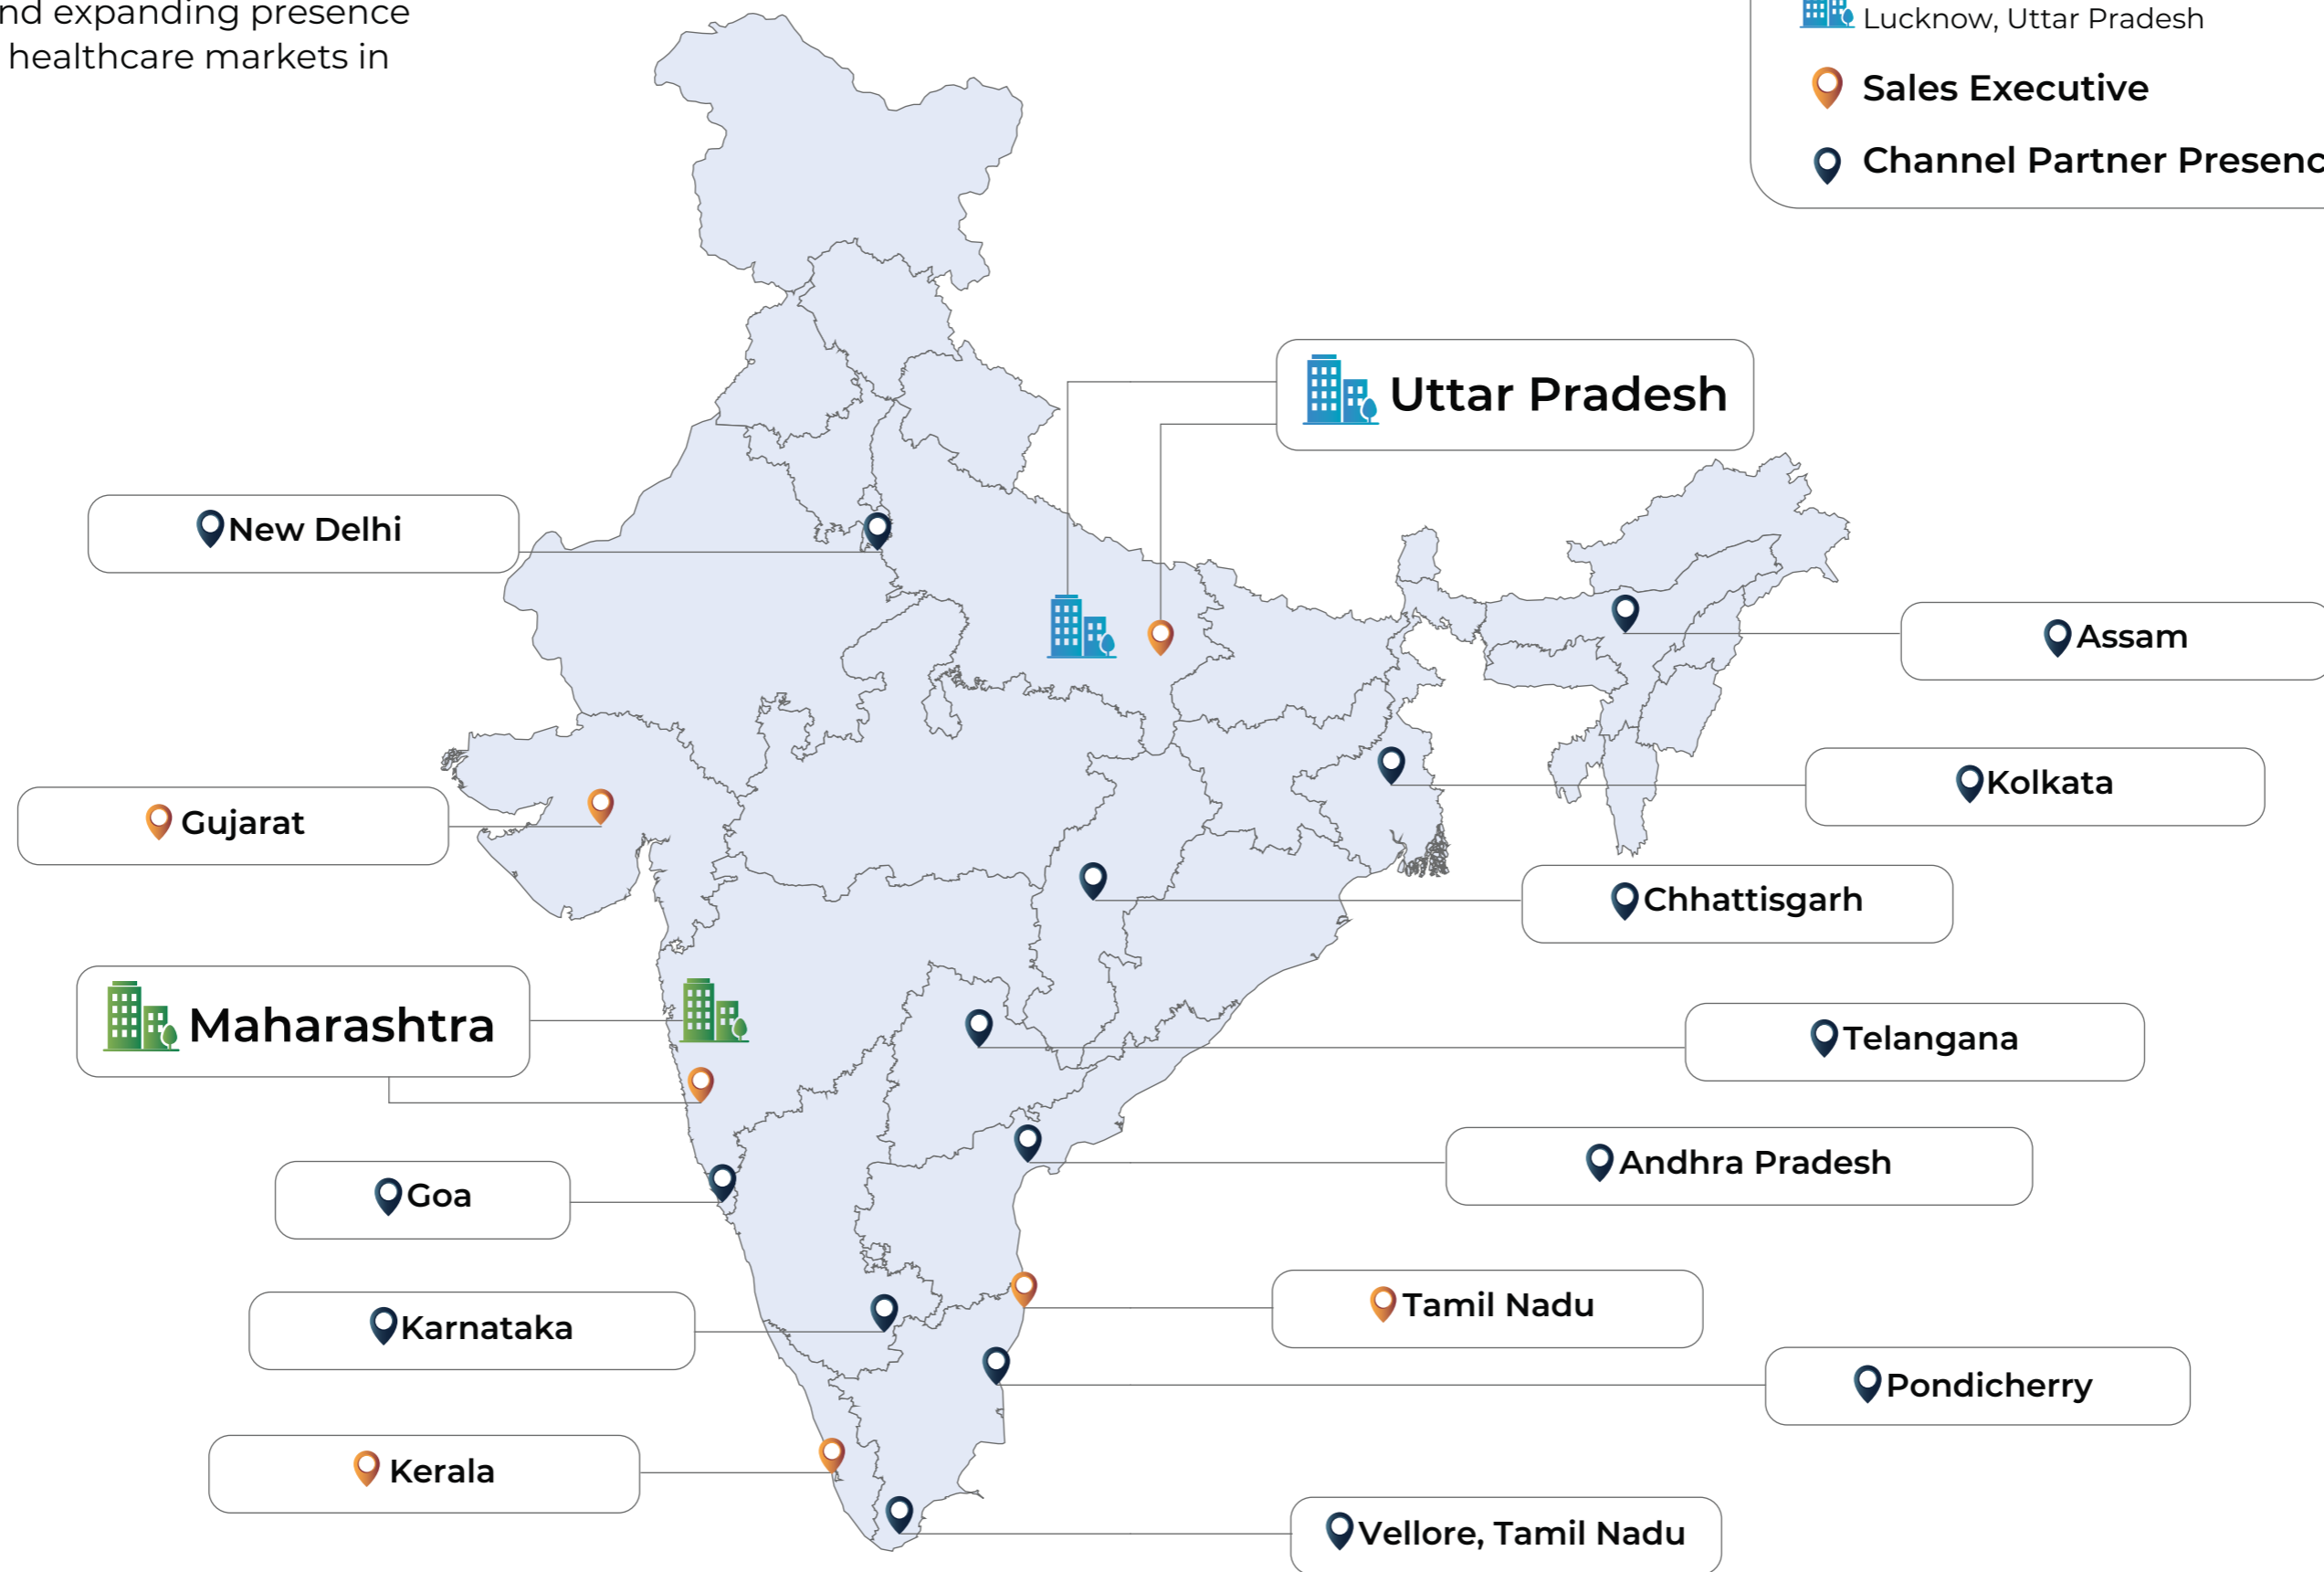 nd expanding presence
healthcare markets in
Lucknow, Uttar Pradesh
Sales Executive
Channel Partner Presenc
Uttar Pradesh
New Delhi
Assam
Kolkata
Gujarat
Chhattisgarh
Maharashtra
Telangana
Andhra Pradesh
Goa
Tamil Nadu
Karnataka
Pondicherry
Kerala
Vellore, Tamil Nadu